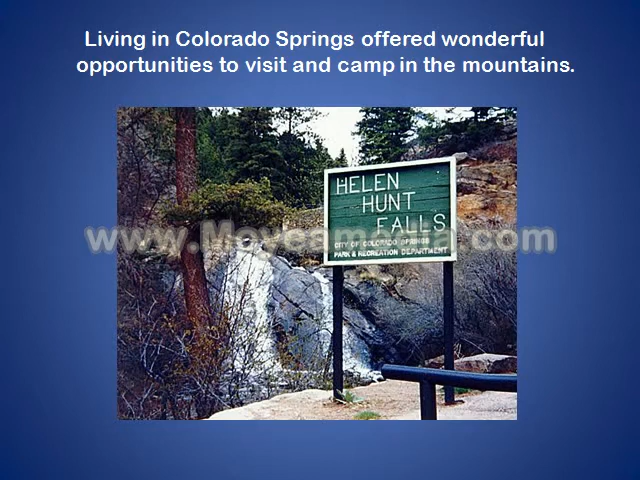 Living in Colorado Springs offered wonderful
opportunities to visit and camp in the mountains.
HELEN
HUNT
FALLS
CITY OF COLORADO SPRINGS
PARK & RECREATION DEPARTMENT
www.Moyeamedia.com